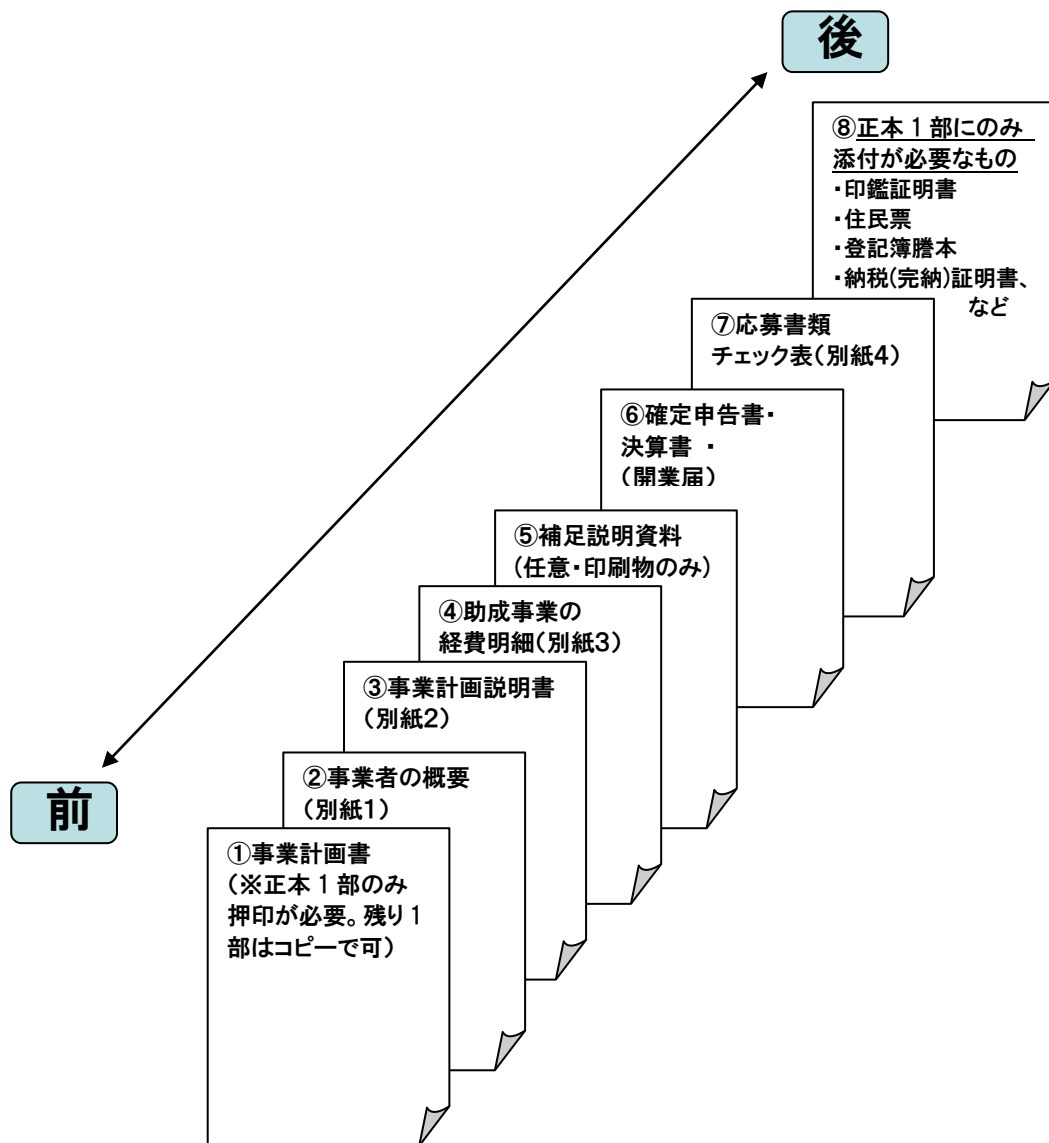 後
⑧正本1部にのみ
添付が必要なもの
・印鑑証明書
・住民票
・登記簿謄本
・納税(完納)証明書、
など
⑦応募書類
チェック表(別紙4)
⑥確定申告書・
決算書 ・
(開業届)
⑤補足説明資料
(任意・印刷物のみ)
④助成事業の
経費明細(別紙3)
③事業計画説明書
(別紙2)
②事業者の概要
(別紙1)
前
①事業計画書
(※正本1部のみ
押印が必要。残り1
部はコピーで可)